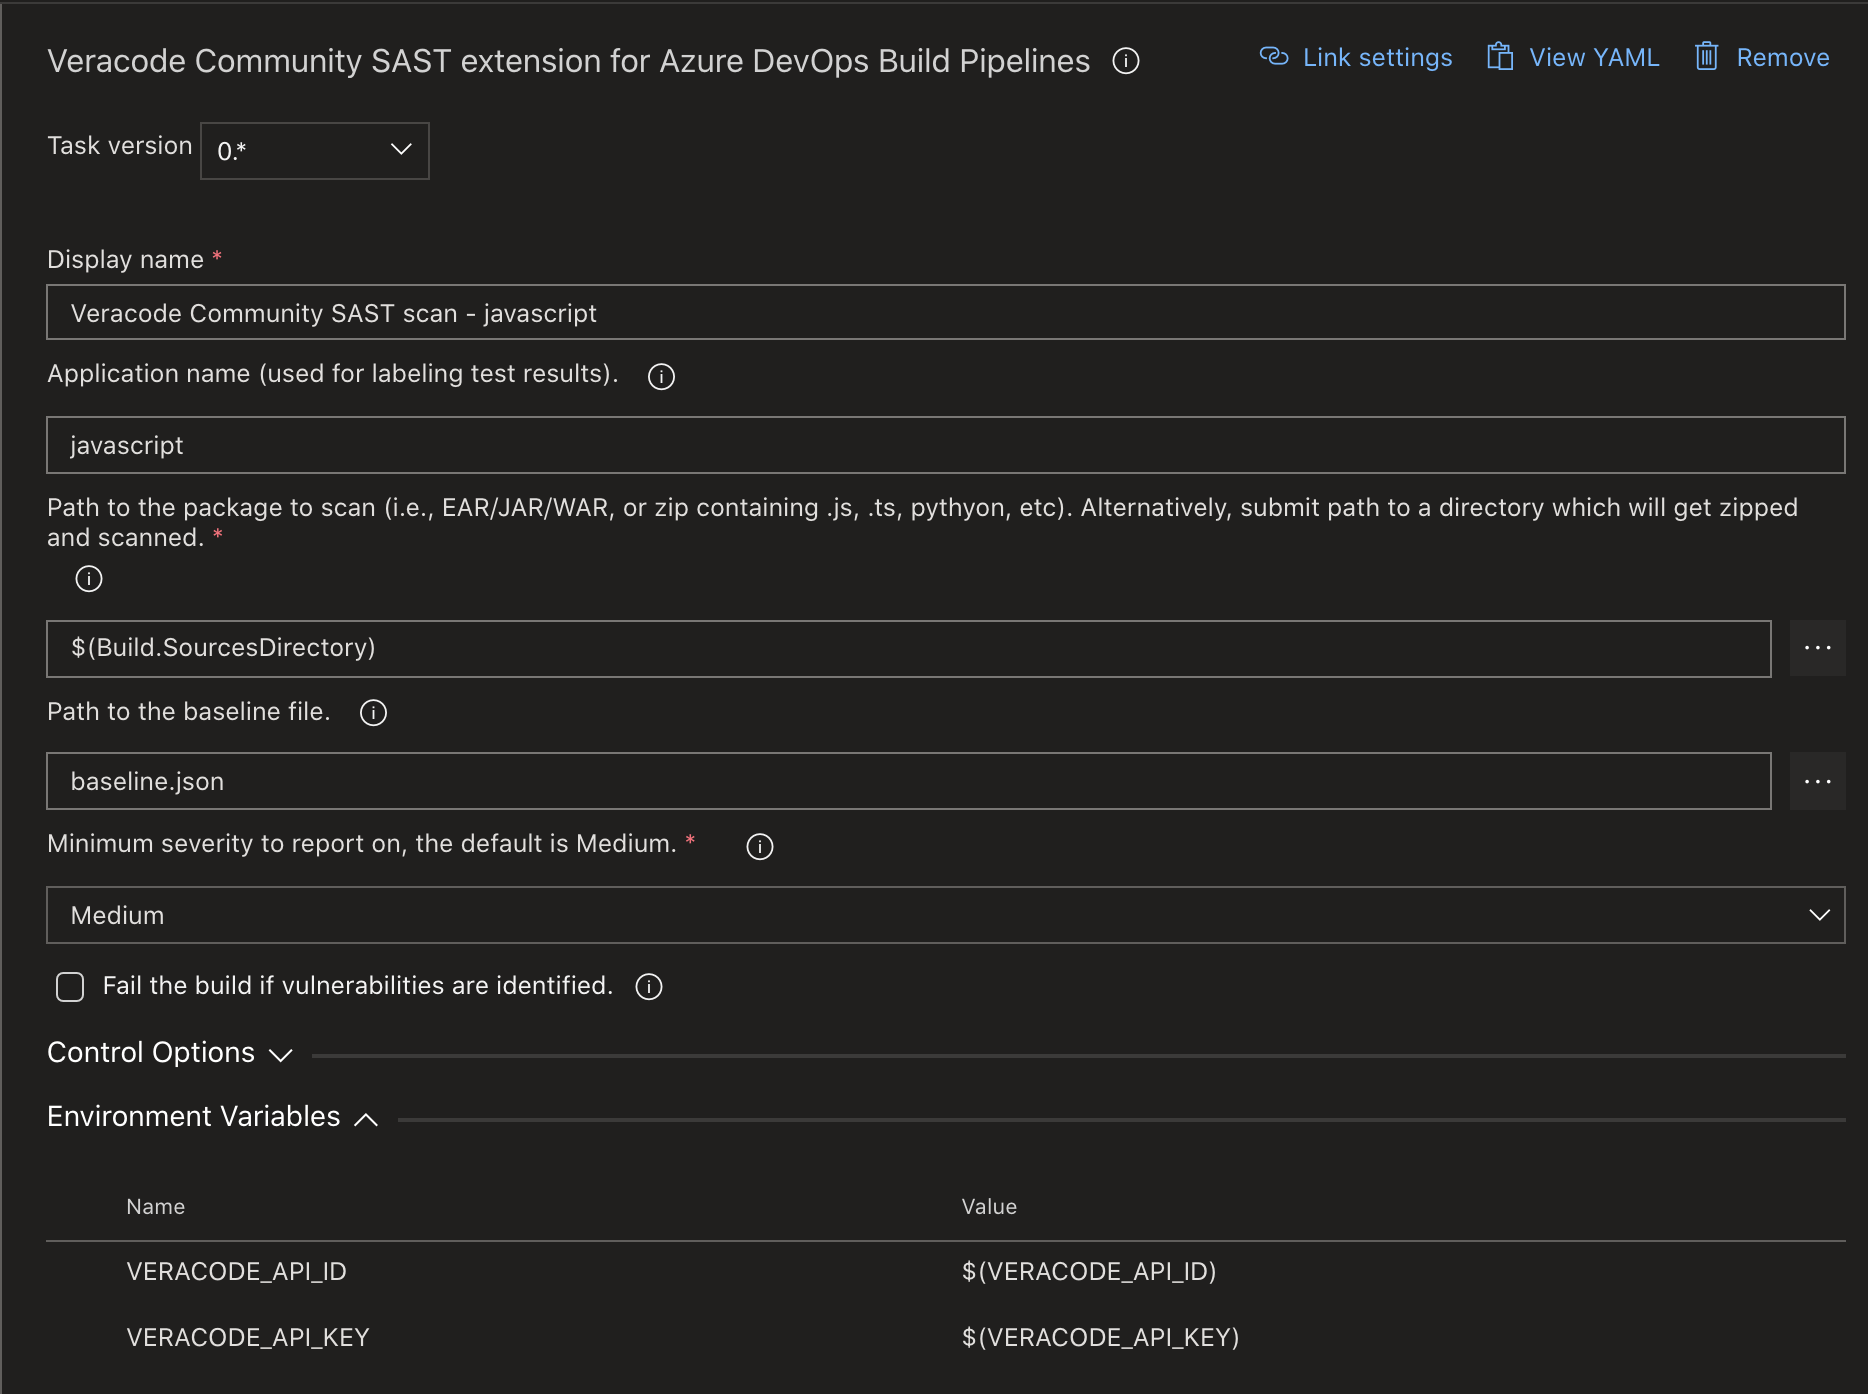 Veracode Community SAST extension for Azure DevOps Build Pipelines
Link settings
View YAML
Remove
Task version
0.*
Display name *
Veracode Community SAST scan - javascript
Application name (used for labeling test results).
javascript
Path to the package to scan (i.e., EAR/JAR/WAR, or zip containing .js, .ts, pythyon, etc). Alternatively, submit path to a directory which will get zipped
and scanned. *
$(Build.SourcesDirectory)
Path to the baseline file.
baseline.json
Minimum severity to report on, the default is Medium. *
Medium
Fail the build if vulnerabilities are identified.
Control Options
Environment Variables
Name
Value
VERACODE_API_ID
$(VERACODE_API_ID)
VERACODE_API_KEY
$(VERACODE_API_KEY)